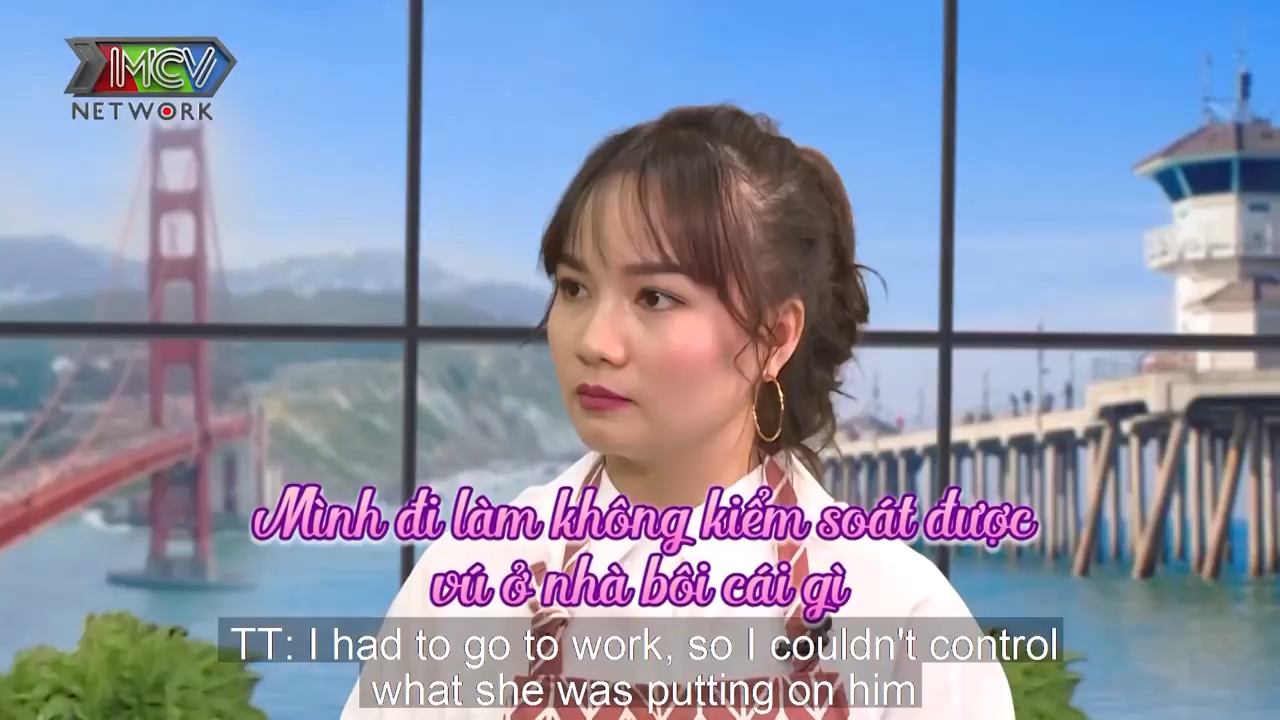 MCV
NETWORK
Mình đi làm không kiểm soát được
vú ở nhà bôi cái gì
TT: I had to go to work, so I couldn't control
what she was putting on him